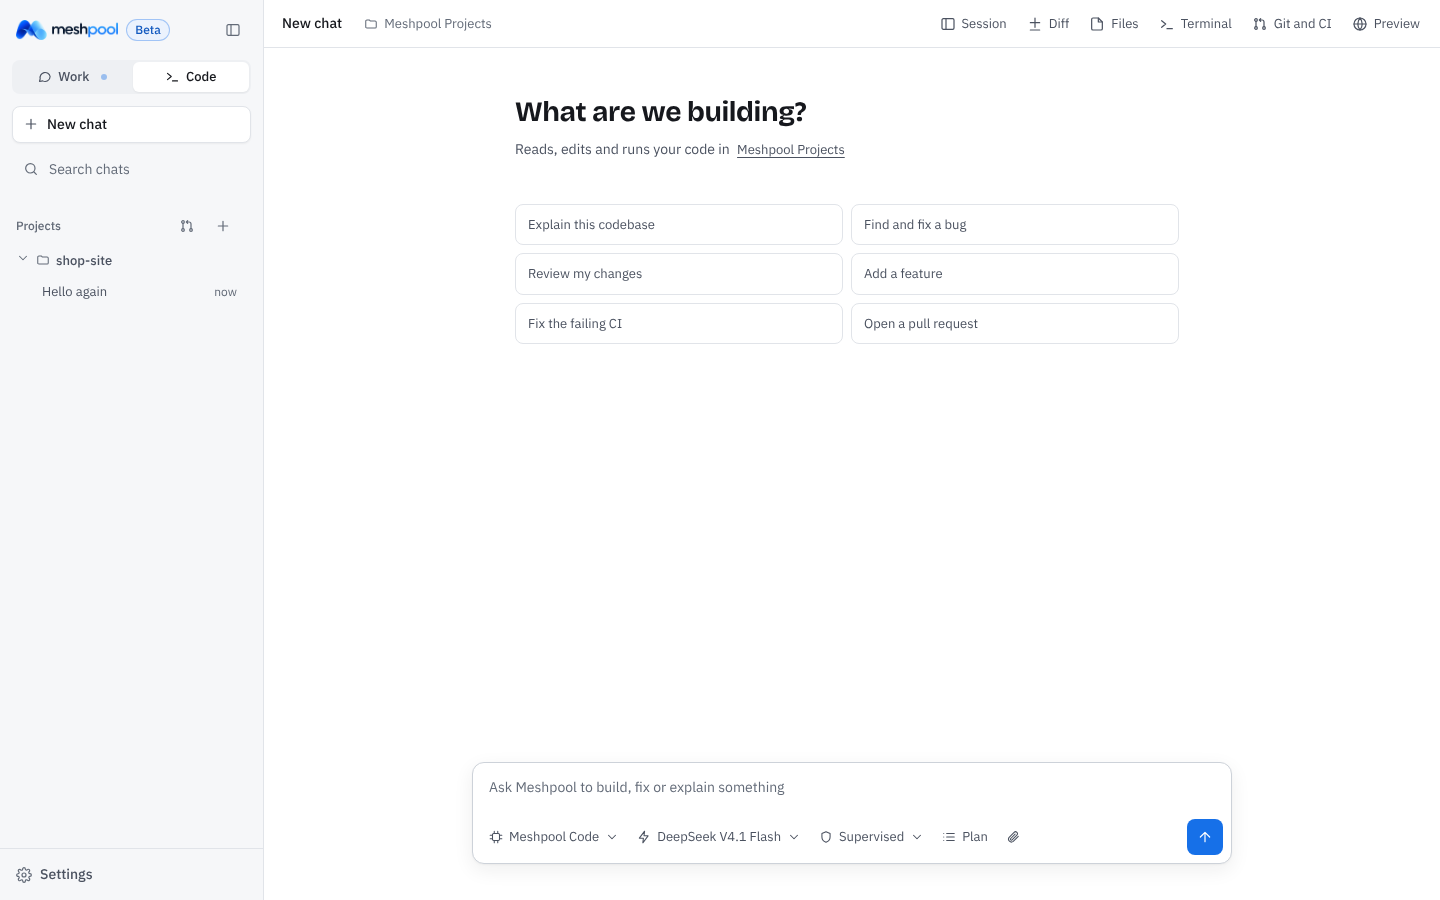 meshpool Beta
Work
Code
New chat
Search chats
Projects
shop-site
Hello again now
Settings
New chat Meshpool Projects
Session Diff Files Terminal Git and CI Preview
What are we building?
Reads, edits and runs your code in Meshpool Projects
Explain this codebase
Find and fix a bug
Review my changes
Add a feature
Fix the failing CI
Open a pull request
Ask Meshpool to build, fix or explain something
Meshpool Code DeepSeek V4.1 Flash Supervised Plan